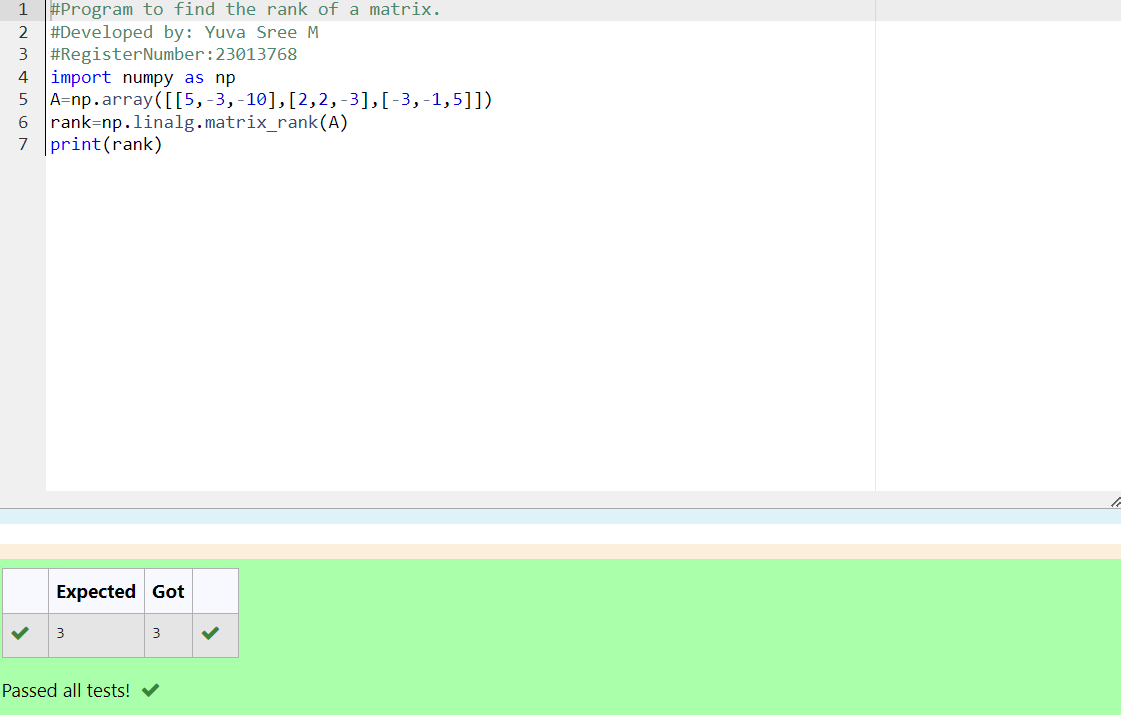 1 #Program to find the rank of a matrix.
2 #Developed by: Yuva Sree M
3 #RegisterNumber:23013768
4 import numpy as np
5 A=np.array([[5,-3,-10],[2,2,-3],[-3,-1,5]])
6 rank=np.linalg.matrix_rank(A)
7 print(rank)
Expected Got
3 3
Passed all tests!